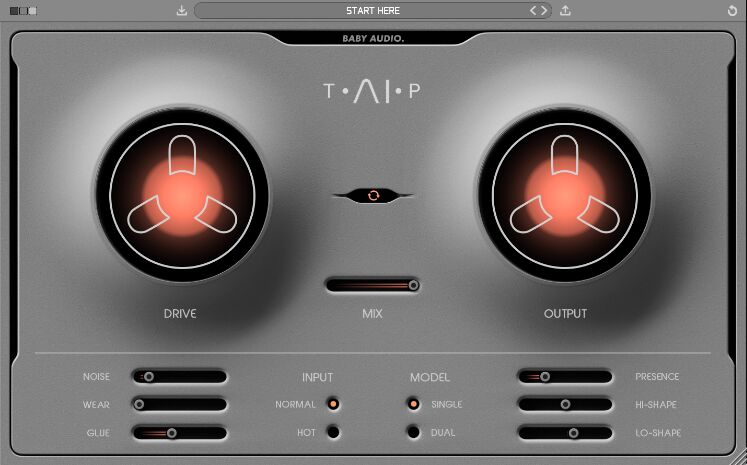 START HERE
BABY AUDIO.
T•AI•P
DRIVE
MIX
OUTPUT
NOISE
INPUT
MODEL
PRESENCE
WEAR
NORMAL
SINGLE
HI-SHAPE
GLUE
HOT
DUAL
LO-SHAPE